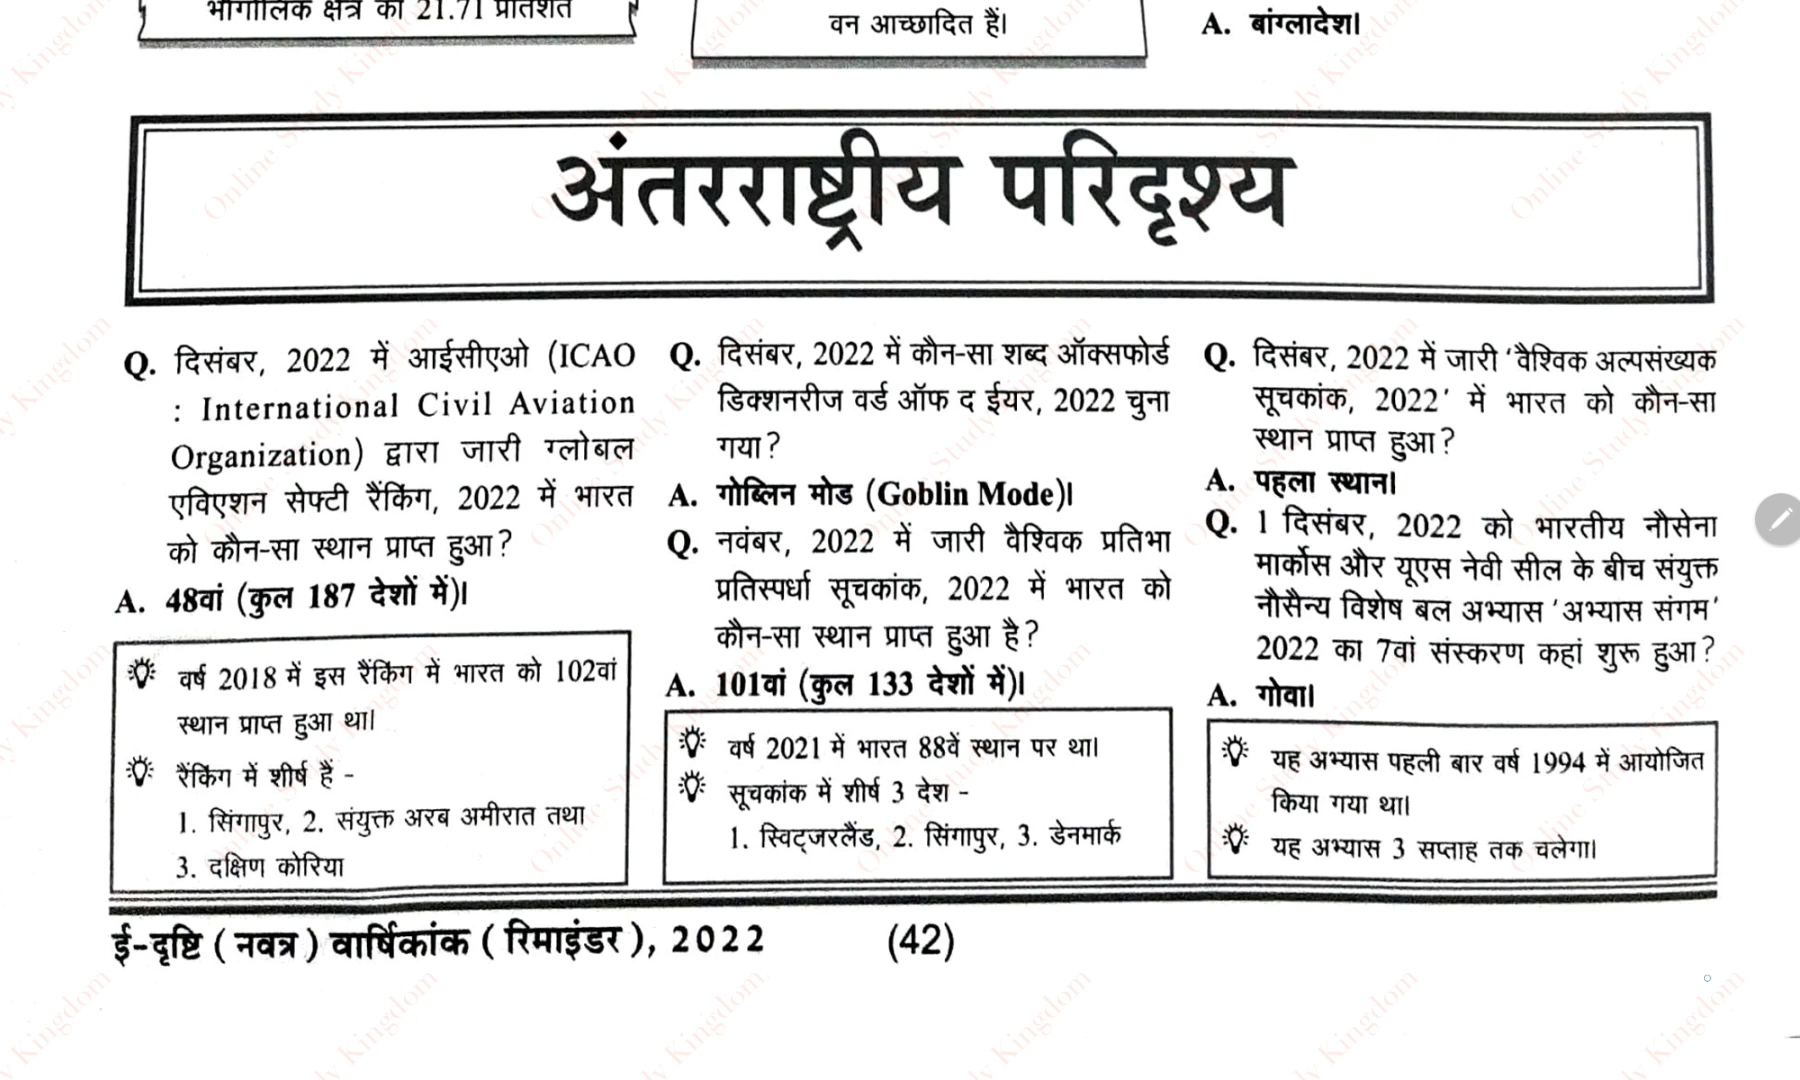 भौगोलिक क्षेत्र का 21.71 प्रतिशत
वन आच्छादित हैं।
A. बांग्लादेश।
अंतरराष्ट्रीय परिदृश्य
Q. दिसंबर, 2022 में आईसीएओ (ICAO
: International Civil Aviation
Organization) द्वारा जारी ग्लोबल
एविएशन सेफ्टी रैंकिंग, 2022 में भारत
को कौन-सा स्थान प्राप्त हुआ?
A. 48वां (कुल 187 देशों में)।
वर्ष 2018 में इस रैंकिंग में भारत को 102वां
स्थान प्राप्त हुआ था।
रैंकिंग में शीर्ष हैं -
1. सिंगापुर, 2. संयुक्त अरब अमीरात तथा
3. दक्षिण कोरिया
Q. दिसंबर, 2022 में कौन-सा शब्द ऑक्सफोर्ड
डिक्शनरीज वर्ड ऑफ द ईयर, 2022 चुना
गया?
A. गोब्लिन मोड (Goblin Mode)।
Q. नवंबर, 2022 में जारी वैश्विक प्रतिभा
प्रतिस्पर्धा सूचकांक, 2022 में भारत को
कौन-सा स्थान प्राप्त हुआ है?
A. 101वां (कुल 133 देशों में)।
वर्ष 2021 में भारत 88वें स्थान पर था।
सूचकांक में शीर्ष 3 देश -
1. स्विट्जरलैंड, 2. सिंगापुर, 3. डेनमार्क
Q. दिसंबर, 2022 में जारी ‘वैश्विक अल्पसंख्यक
सूचकांक, 2022’ में भारत को कौन-सा
स्थान प्राप्त हुआ?
A. पहला स्थान।
Q. 1 दिसंबर, 2022 को भारतीय नौसेना
मार्कोस और यूएस नेवी सील के बीच संयुक्त
नौसैन्य विशेष बल अभ्यास ‘अभ्यास संगम’
2022 का 7वां संस्करण कहां शुरू हुआ?
A. गोवा।
यह अभ्यास पहली बार वर्ष 1994 में आयोजित
किया गया था।
यह अभ्यास 3 सप्ताह तक चलेगा।
ई-दृष्टि ( नवत्र ) वार्षिकांक ( रिमाइंडर ), 2022 (42)
Online Study Kingdom